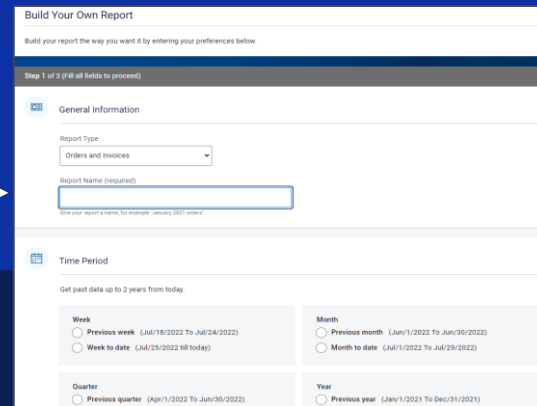 Build Your Own Report
Build your report the way you want it by entering your preferences below.
Step 1 of 3 (Fill all fields to proceed)
General Information
Report Type
Orders and Invoices
Report Name (required)
Give your report a name, for example 'January 2021 orders'
Time Period
Get past data up to 2 years from today.
Week
Previous week (Jul/18/2022 To Jul/24/2022)
Week to date (Jul/25/2022 till today)
Month
Previous month (Jun/1/2022 To Jun/30/2022)
Month to date (Jul/1/2022 To Jul/29/2022)
Quarter
Previous quarter (Apr/1/2022 To Jun/30/2022)
Year
Previous year (Jan/1/2021 To Dec/31/2021)